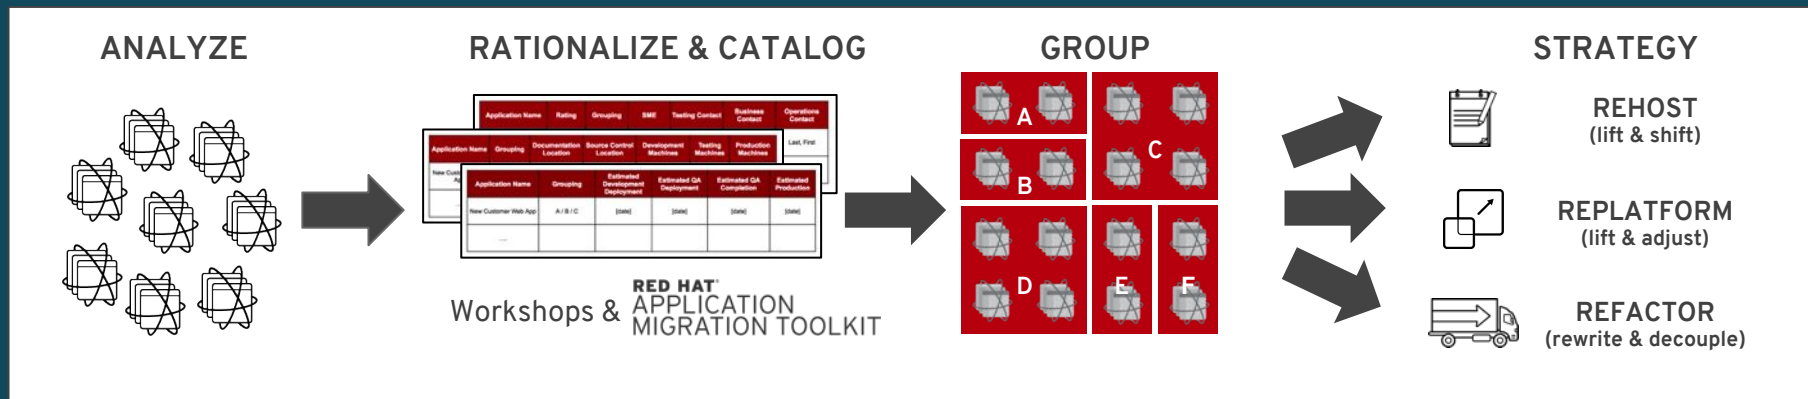 ANALYZE
RATIONALIZE & CATALOG
GROUP
STRATEGY
Application Name Rating Grouping SME Testing Contact Business Contact Operations Contact
Last, First
Application Name Grouping Documentation Location Source Control Location Development Machines Testing Machines Production Machines
New
Application Name Grouping Estimated Development Deployment Estimated QA Deployment Estimated QA Completion Estimated Production
New Customer Web App A / B / C [date] [date] [date] [date]
.....
Workshops &
RED HAT®
APPLICATION
MIGRATION TOOLKIT
A
B
C
D
E
F
REHOST
(lift & shift)
REPLATFORM
(lift & adjust)
REFACTOR
(rewrite & decouple)